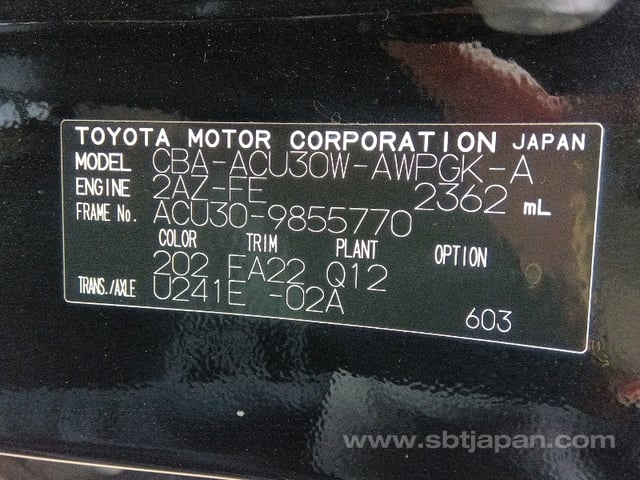 TOYOTA MOTOR CORPORATION JAPAN
MODEL CBA-ACU30W-AWPGK-A
ENGINE 2AZ-FE 2362 mL
FRAME No. ACU30-9855770
COLOR TRIM PLANT OPTION
202 FA22 Q12
TRANS./AXLE U241E -02A
603
www.sbtjapan.com